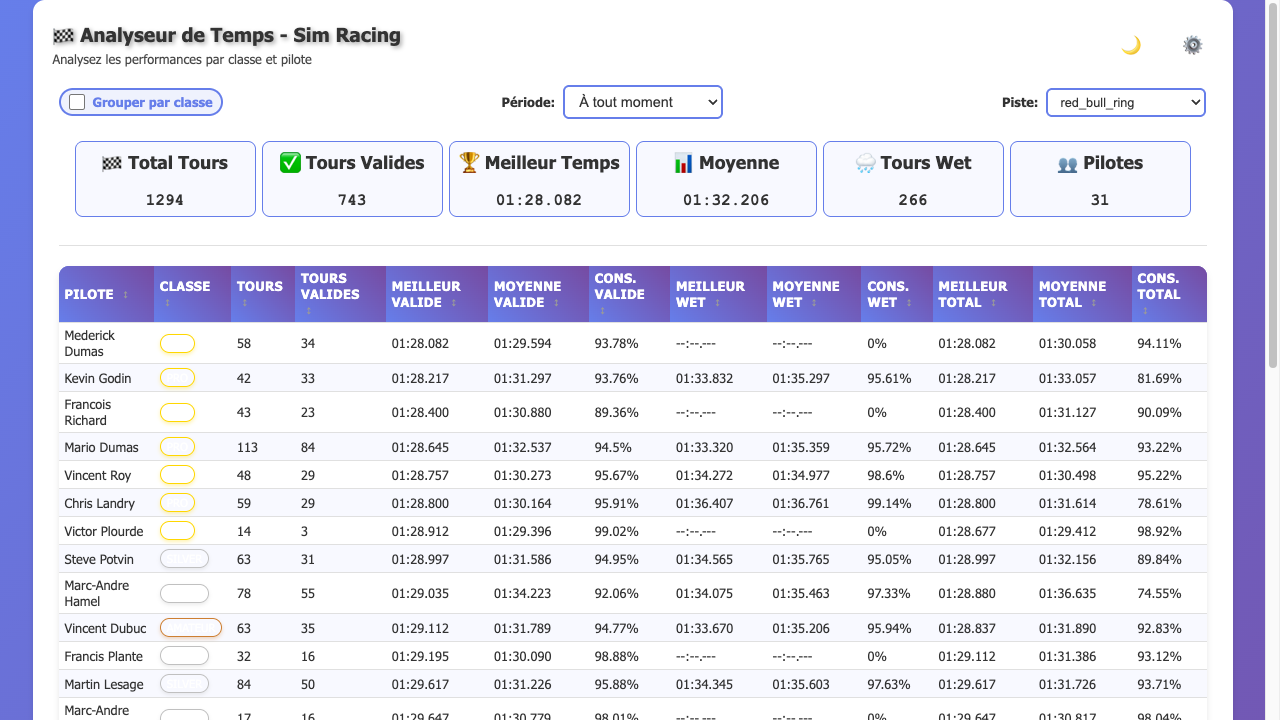 🏁 Analyseur de Temps - Sim Racing
Analysez les performances par classe et pilote
Grouper par classe
Période: À tout moment
Piste: red_bull_ring
🏁 Total Tours
1294
✅ Tours Valides
743
🏆 Meilleur Temps
01:28.082
📊 Moyenne
01:32.206
🌧️ Tours Wet
266
👥 Pilotes
31
PILOTE CLASSE TOURS TOURS VALIDES MEILLEUR VALIDE MOYENNE VALIDE CONS. VALIDE MEILLEUR WET MOYENNE WET CONS. WET MEILLEUR TOTAL MOYENNE TOTAL CONS. TOTAL
Mederick Dumas 58 34 01:28.082 01:29.594 93.78% --:--.--- --:--.--- 0% 01:28.082 01:30.058 94.11%
Kevin Godin 42 33 01:28.217 01:31.297 93.76% 01:33.832 01:35.297 95.61% 01:28.217 01:33.057 81.69%
Francois Richard 43 23 01:28.400 01:30.880 89.36% --:--.--- --:--.--- 0% 01:28.400 01:31.127 90.09%
Mario Dumas 113 84 01:28.645 01:32.537 94.5% 01:33.320 01:35.359 95.72% 01:28.645 01:32.564 93.22%
Vincent Roy 48 29 01:28.757 01:30.273 95.67% 01:34.272 01:34.977 98.6% 01:28.757 01:30.498 95.22%
Chris Landry 59 29 01:28.800 01:30.164 95.91% 01:36.407 01:36.761 99.14% 01:28.800 01:31.614 78.61%
Victor Plourde 14 3 01:28.912 01:29.396 99.02% --:--.--- --:--.--- 0% 01:28.677 01:29.412 98.92%
Steve Potvin 63 31 01:28.997 01:31.586 94.95% 01:34.565 01:35.765 95.05% 01:28.997 01:32.156 89.84%
Marc-Andre Hamel 78 55 01:29.035 01:34.223 92.06% 01:34.075 01:35.463 97.33% 01:28.880 01:36.635 74.55%
Vincent Dubuc 63 35 01:29.112 01:31.789 94.77% 01:33.670 01:35.206 95.94% 01:28.837 01:31.890 92.83%
Francis Plante 32 16 01:29.195 01:30.090 98.88% --:--.--- --:--.--- 0% 01:29.112 01:31.386 93.12%
Martin Lesage 84 50 01:29.617 01:31.226 95.88% 01:34.345 01:35.603 97.63% 01:29.617 01:31.726 93.71%
Marc-Andre 17 16 01:29.647 01:30.779 98.01% --:--.--- --:--.--- 0% 01:29.647 01:30.817 98.04%